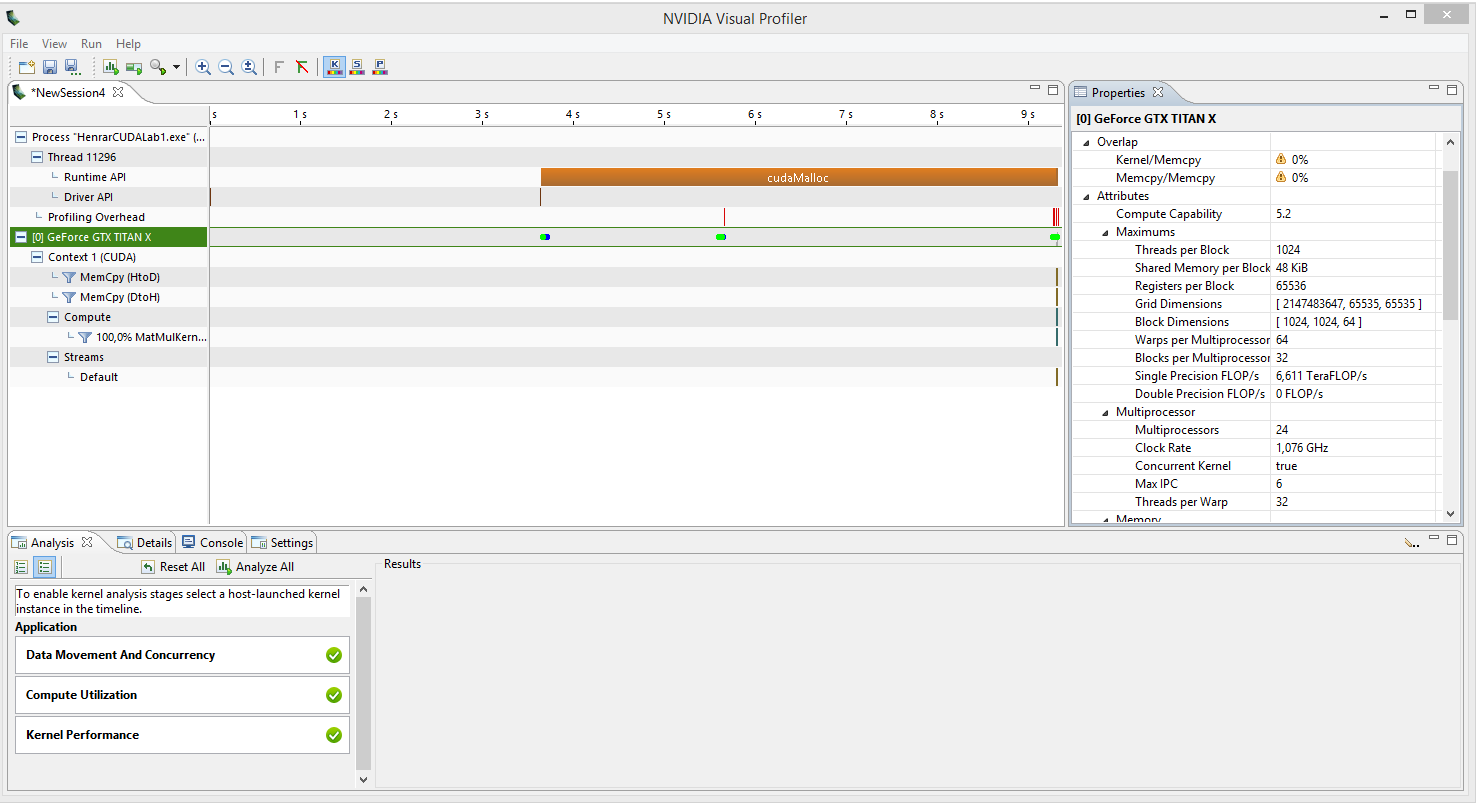 NVIDIA Visual Profiler
File View Run Help
*NewSession4
s 1 s 2 s 3 s 4 s 5 s 6 s 7 s 8 s 9 s
Process "HenrarCUDALab1.exe" (...
Thread 11296
Runtime API
cudaMalloc
Driver API
Profiling Overhead
[0] GeForce GTX TITAN X
Context 1 (CUDA)
MemCpy (HtoD)
MemCpy (DtoH)
Compute
100,0% MatMulKern...
Streams
Default
Properties
[0] GeForce GTX TITAN X
Overlap
Kernel/Memcpy 0%
Memcpy/Memcpy 0%
Attributes
Compute Capability 5.2
Maximums
Threads per Block 1024
Shared Memory per Block 48 KiB
Registers per Block 65536
Grid Dimensions [ 2147483647, 65535, 65535 ]
Block Dimensions [ 1024, 1024, 64 ]
Warps per Multiprocessor 64
Blocks per Multiprocessor 32
Single Precision FLOP/s 6,611 TeraFLOP/s
Double Precision FLOP/s 0 FLOP/s
Multiprocessor
Multiprocessors 24
Clock Rate 1,076 GHz
Concurrent Kernel true
Max IPC 6
Threads per Warp 32
Memory
Analysis Details Console Settings
Reset All Analyze All
To enable kernel analysis stages select a host-launched kernel
instance in the timeline.
Application
Data Movement And Concurrency
Compute Utilization
Kernel Performance
Results
F F
K S P